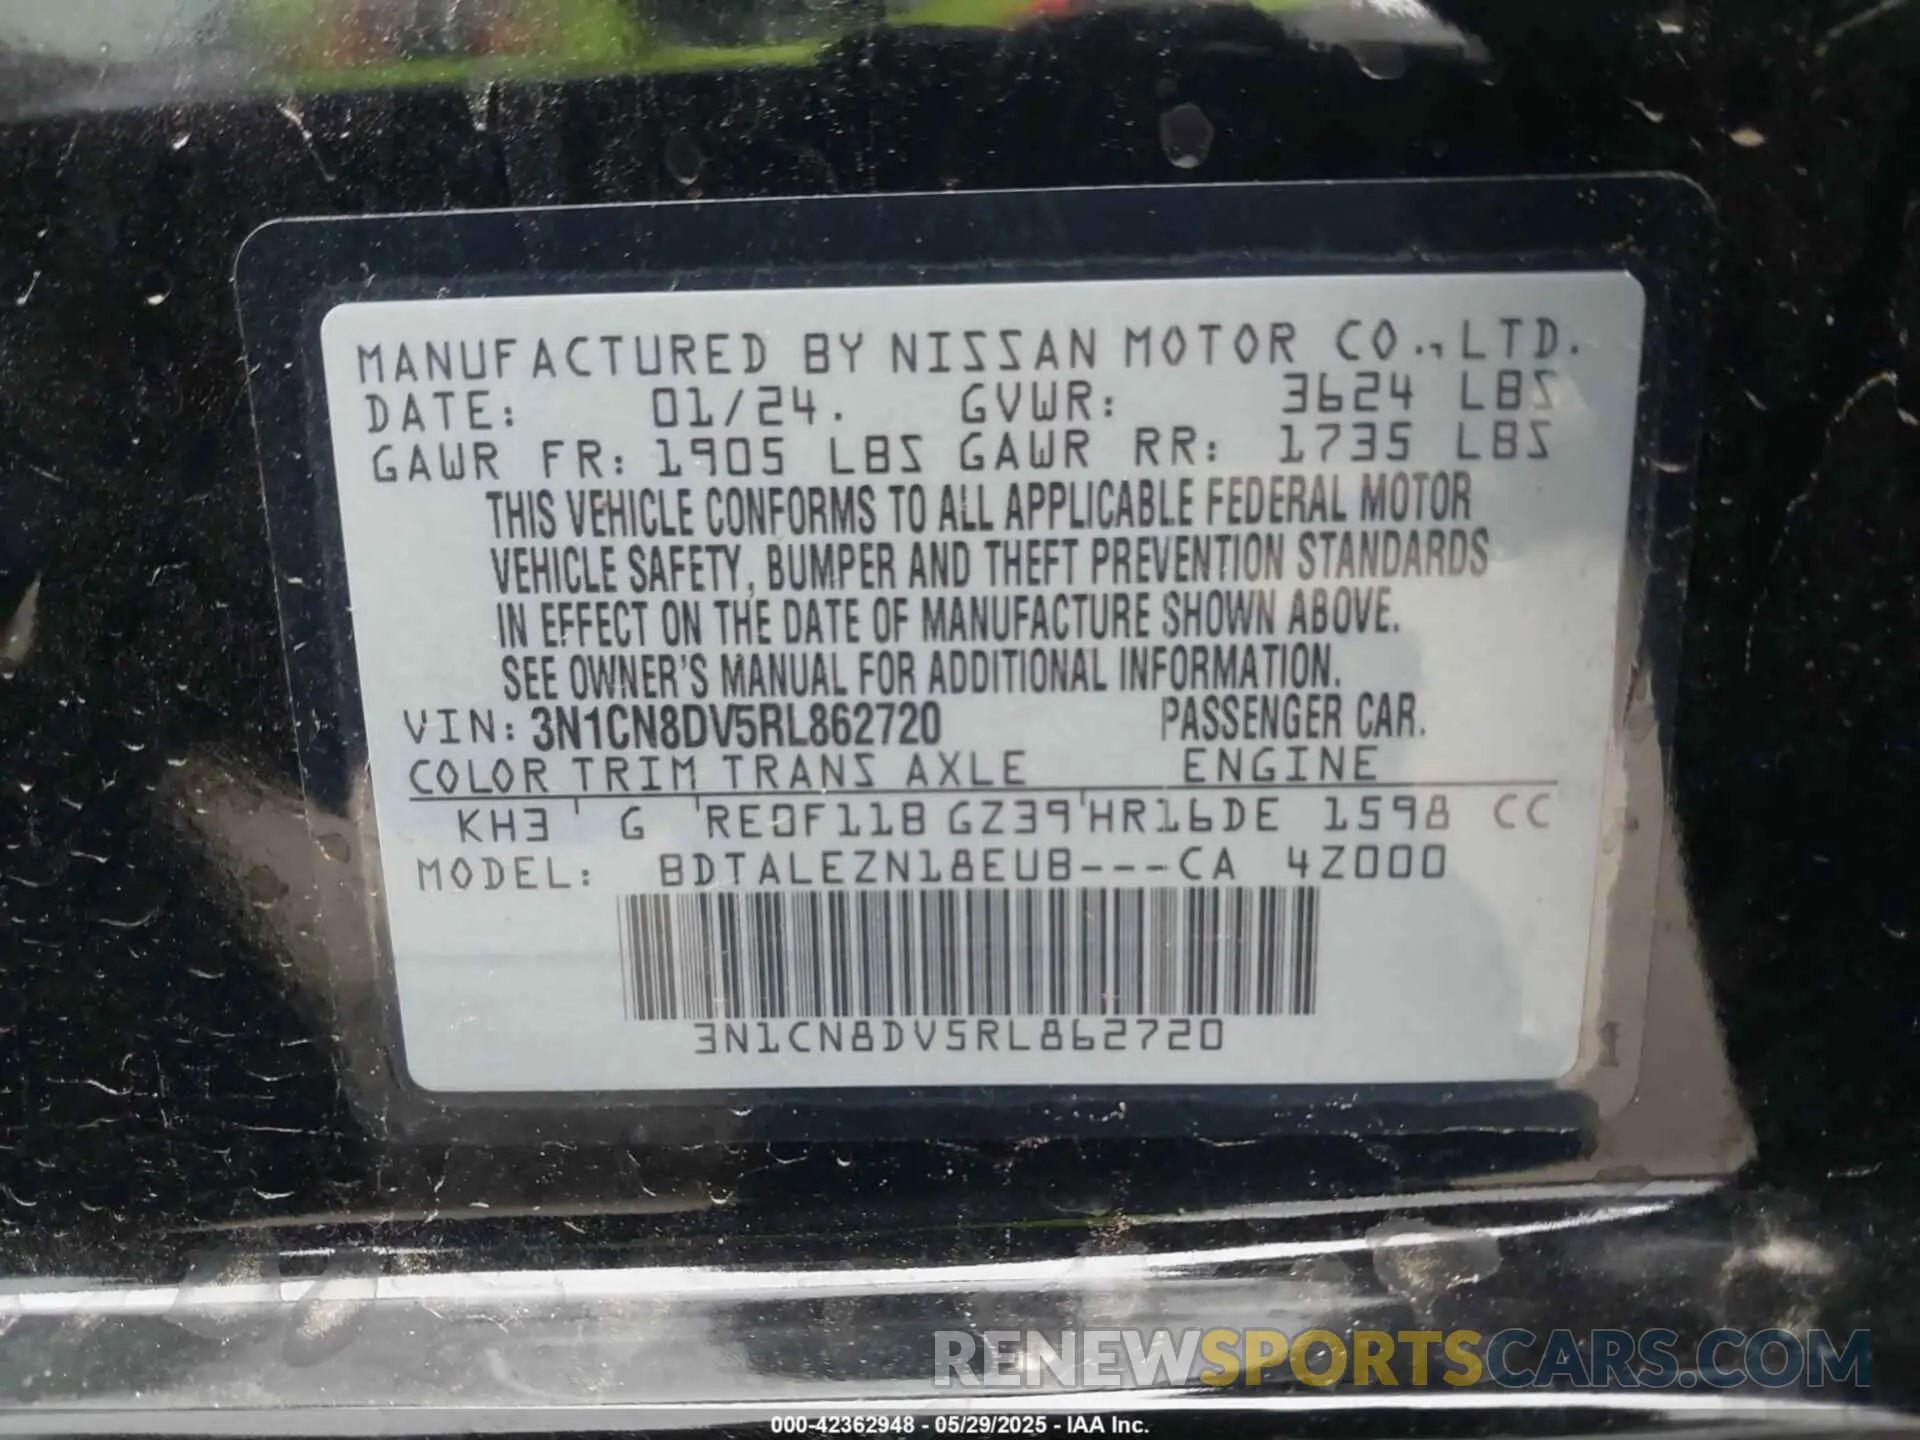 MANUFACTURED BY NISSAN MOTOR CO., LTD.
DATE: 01/24. GVWR: 3624 LBS
GAWR FR: 1905 LBS GAWR RR: 1735 LBS
THIS VEHICLE CONFORMS TO ALL APPLICABLE FEDERAL MOTOR
VEHICLE SAFETY, BUMPER AND THEFT PREVENTION STANDARDS
IN EFFECT ON THE DATE OF MANUFACTURE SHOWN ABOVE.
SEE OWNER'S MANUAL FOR ADDITIONAL INFORMATION.
VIN: 3N1CN8DV5RL862720 PASSENGER CAR.
COLOR TRIM TRANS AXLE ENGINE
KH3 G RE0F11B GZ39 HR16DE 1598 CC
MODEL: BDTALEZN18EUB---CA 4Z000
3N1CN8DV5RL862720
RENEWSPORTSCARS.COM
000-42362948 - 05/29/2025 - IAA Inc.